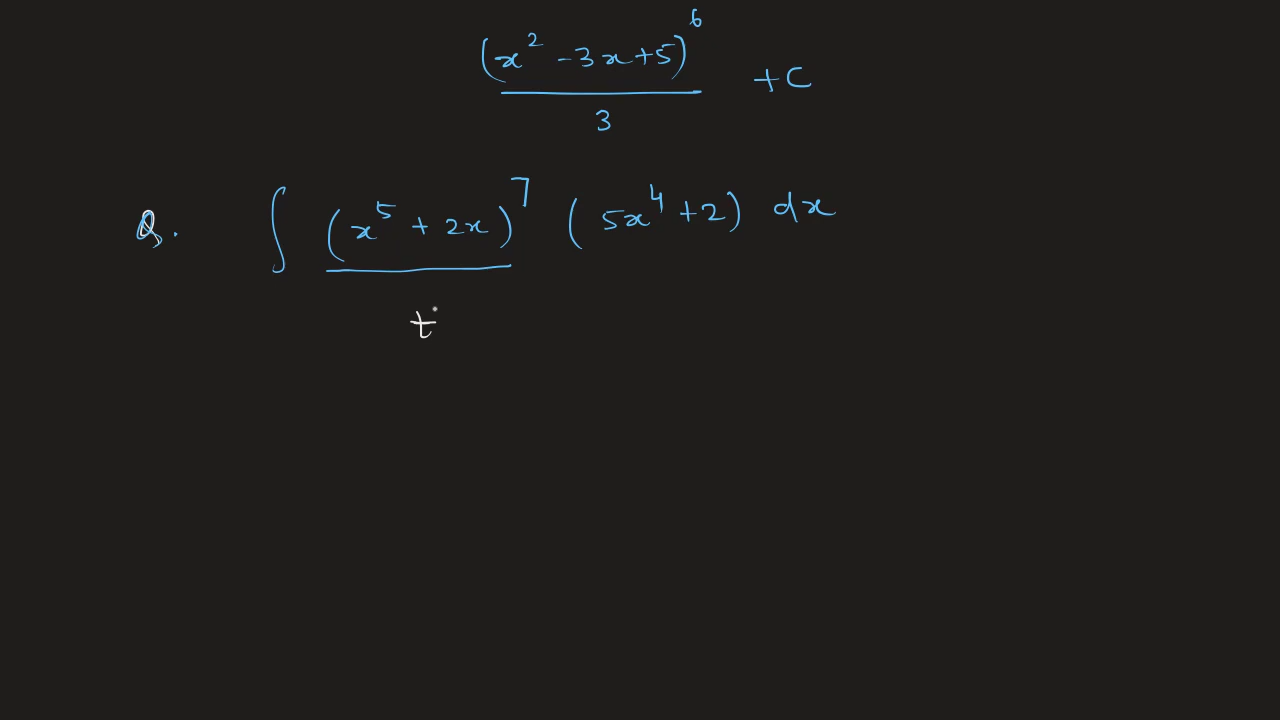 (x² - 3x + 5)⁶ / 3 + C
Q. ∫ (x⁵ + 2x)⁷ (5x⁴ + 2) dx
t